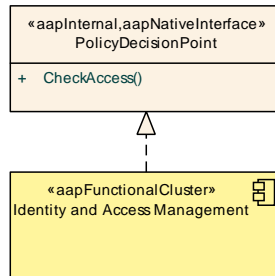 «aapInternal,aapNativeInterface»
PolicyDecisionPoint
+ CheckAccess()
«aapFunctionalCluster»
Identity and Access Management